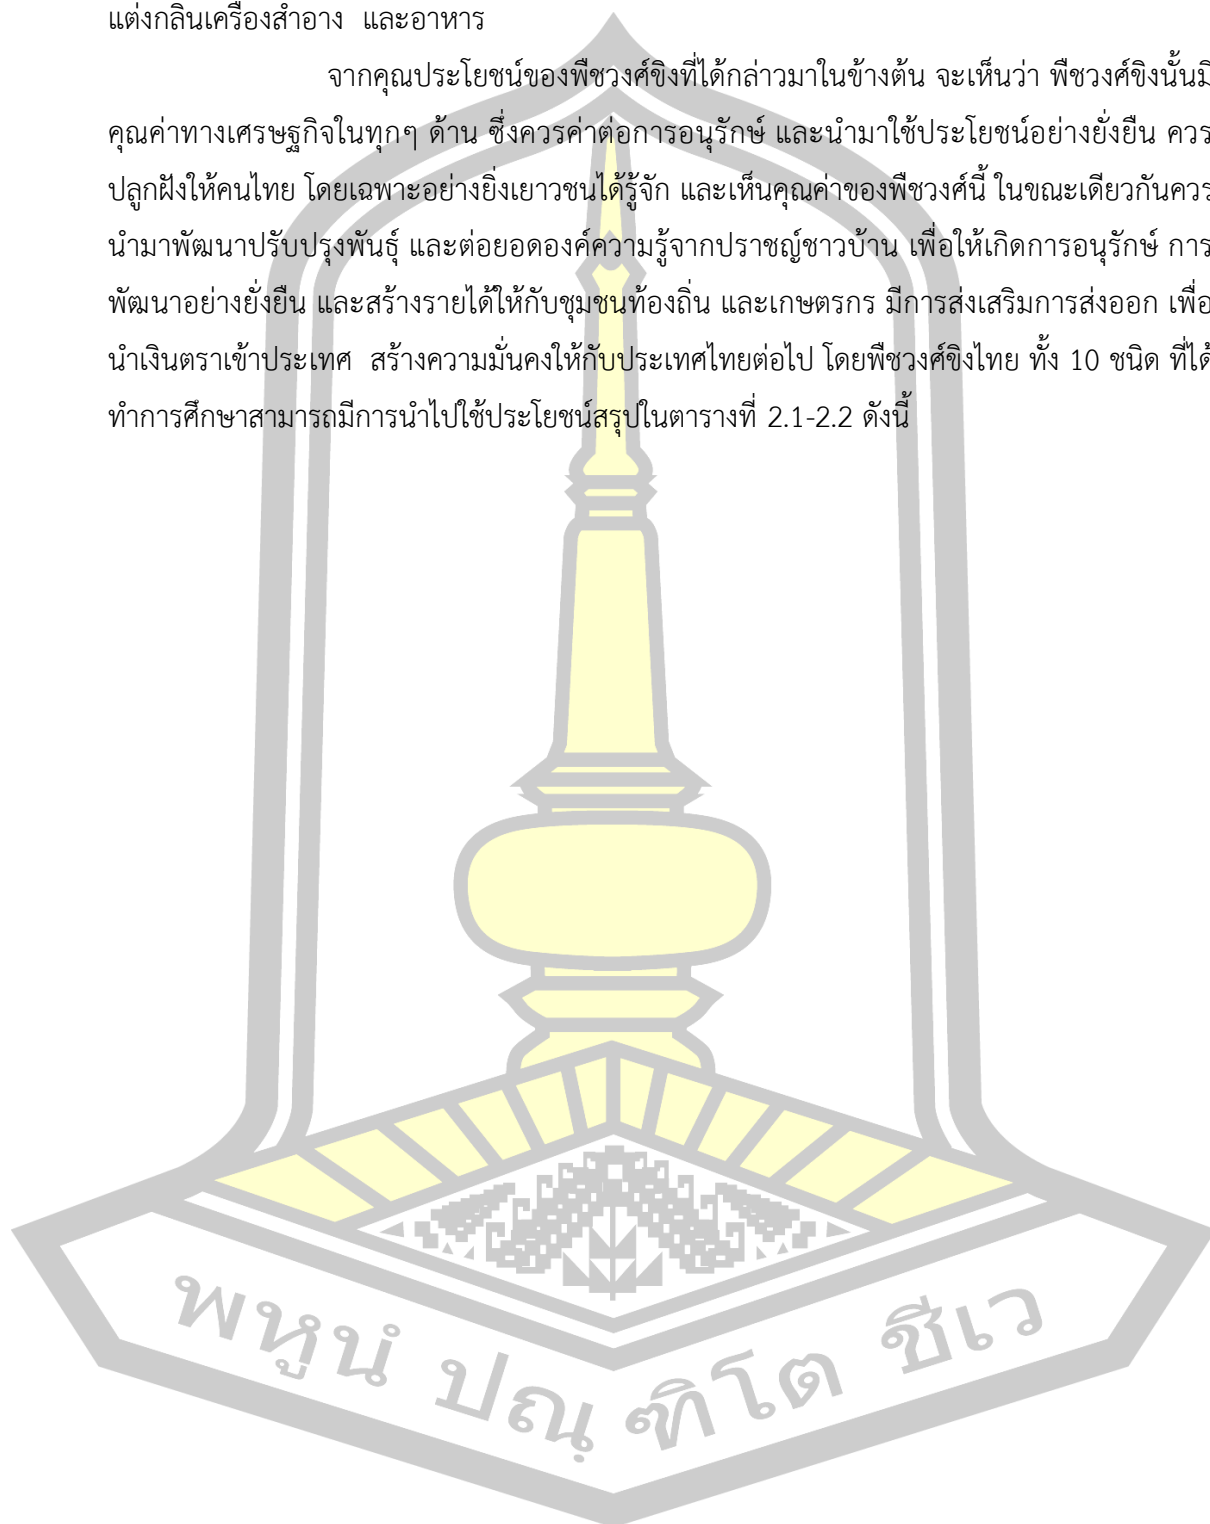 แต่งกลิ่นเครื่องสำอาง และอาหาร
จากคุณประโยชน์ของพืชวงศ์ขิงที่ได้กล่าวมาในข้างต้น จะเห็นว่า พืชวงศ์ขิงนั้นมี
คุณค่าทางเศรษฐกิจในทุกๆ ด้าน ซึ่งควรค่าต่อการอนุรักษ์ และนำมาใช้ประโยชน์อย่างยั่งยืน ควร
ปลูกฝังให้คนไทย โดยเฉพาะอย่างยิ่งเยาวชนได้รู้จัก และเห็นคุณค่าของพืชวงศ์นี้ ในขณะเดียวกันควร
นำมาพัฒนาปรับปรุงพันธุ์ และต่อยอดองค์ความรู้จากปราชญ์ชาวบ้าน เพื่อให้เกิดการอนุรักษ์ การ
พัฒนาอย่างยั่งยืน และสร้างรายได้ให้กับชุมชนท้องถิ่น และเกษตรกร มีการส่งเสริมการส่งออก เพื่อ
นำเงินตราเข้าประเทศ สร้างความมั่นคงให้กับประเทศไทยต่อไป โดยพืชวงศ์ขิงไทย ทั้ง 10 ชนิด ที่ได้
ทำการศึกษาสามารถมีการนำไปใช้ประโยชน์สรุปในตารางที่ 2.1-2.2 ดังนี้
พหูนํ ปณฺฑิโต ชีเว